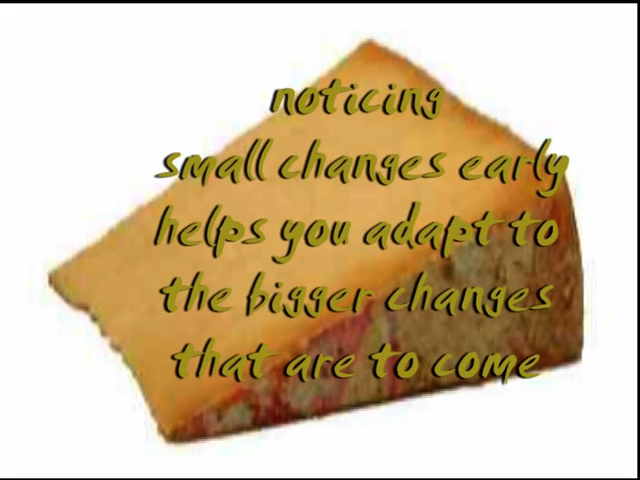 noticing
small changes early
helps you adapt to
the bigger changes
that are to come